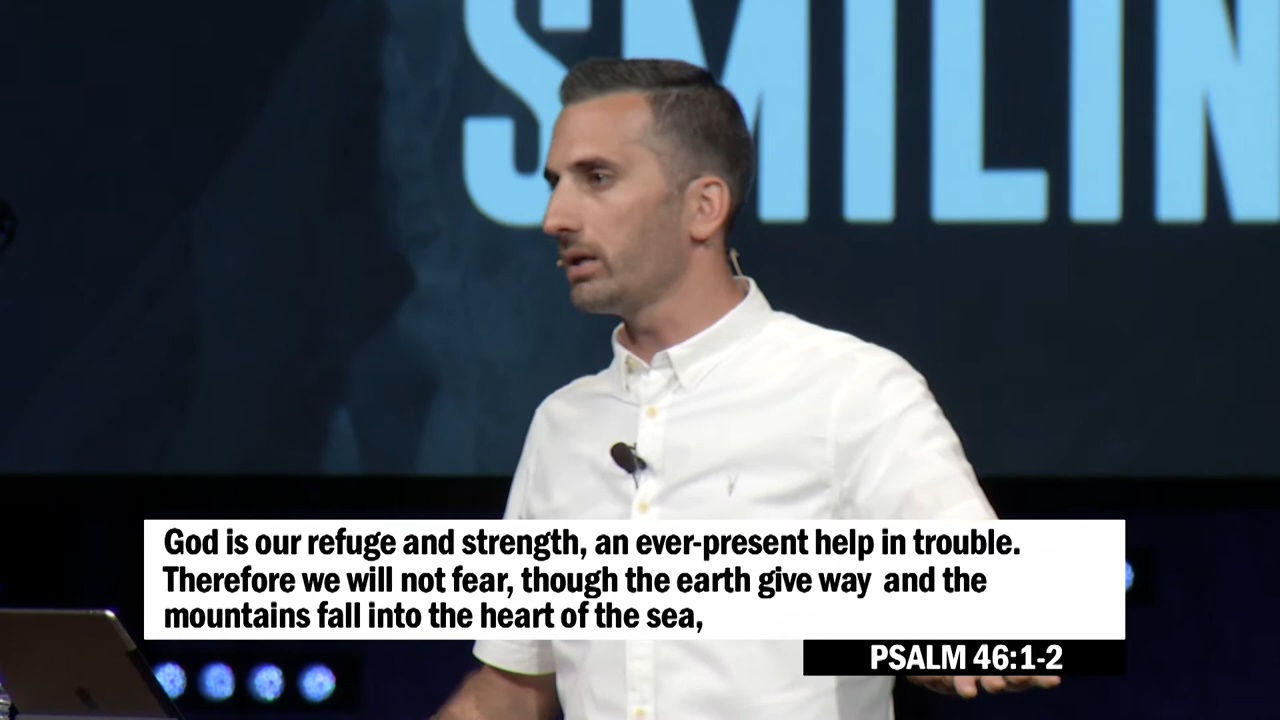 SMILIN
God is our refuge and strength, an ever-present help in trouble.
Therefore we will not fear, though the earth give way and the
mountains fall into the heart of the sea,
PSALM 46:1-2